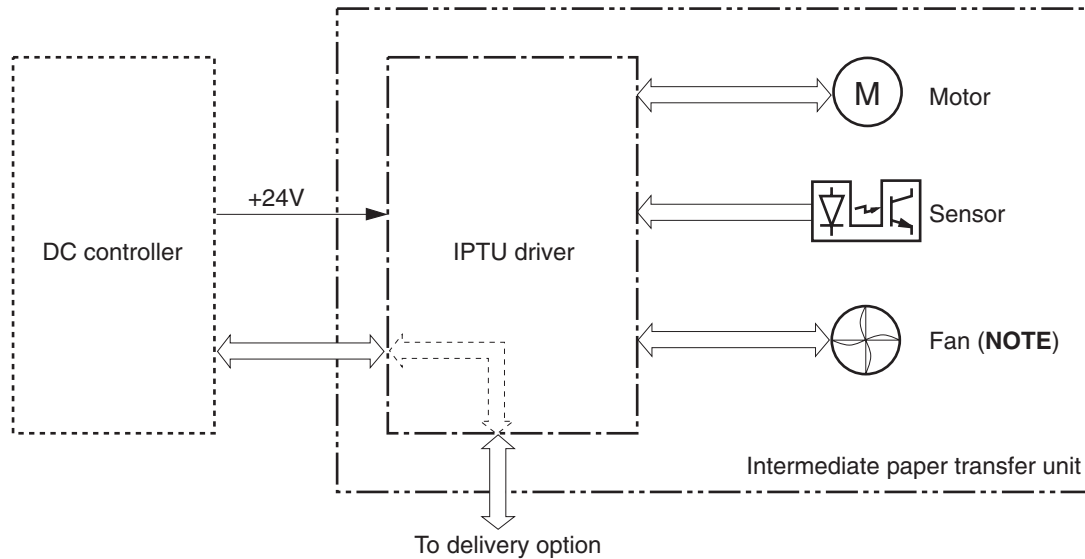 M
Motor
+24V
Sensor
DC controller
IPTU driver
Fan (NOTE)
Intermediate paper transfer unit
To delivery option